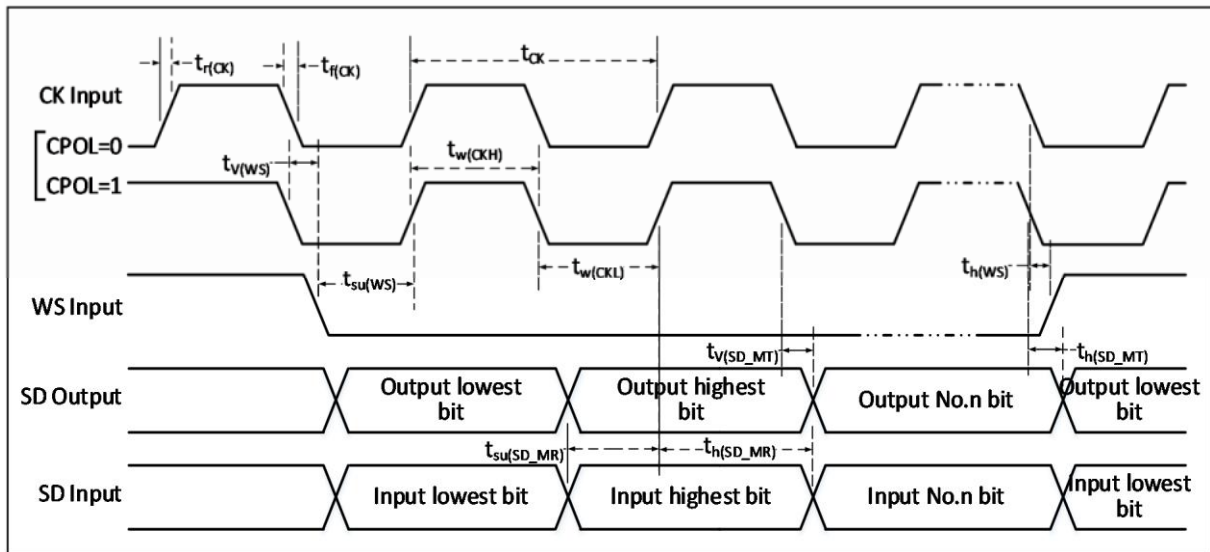 tr(CK)
tf(CK)
tCK
CK Input
CPOL=0
tV(WS)
tw(CKH)
CPOL=1
tsu(WS)
tw(CKL)
th(WS)
WS Input
tV(SD_MT)
th(SD_MT)
SD Output
Output lowest
bit
Output highest
bit
Output No.n bit
Output lowest
bit
tsu(SD_MR)
th(SD_MR)
SD Input
Input lowest bit
Input highest bit
Input No.n bit
Input lowest
bit